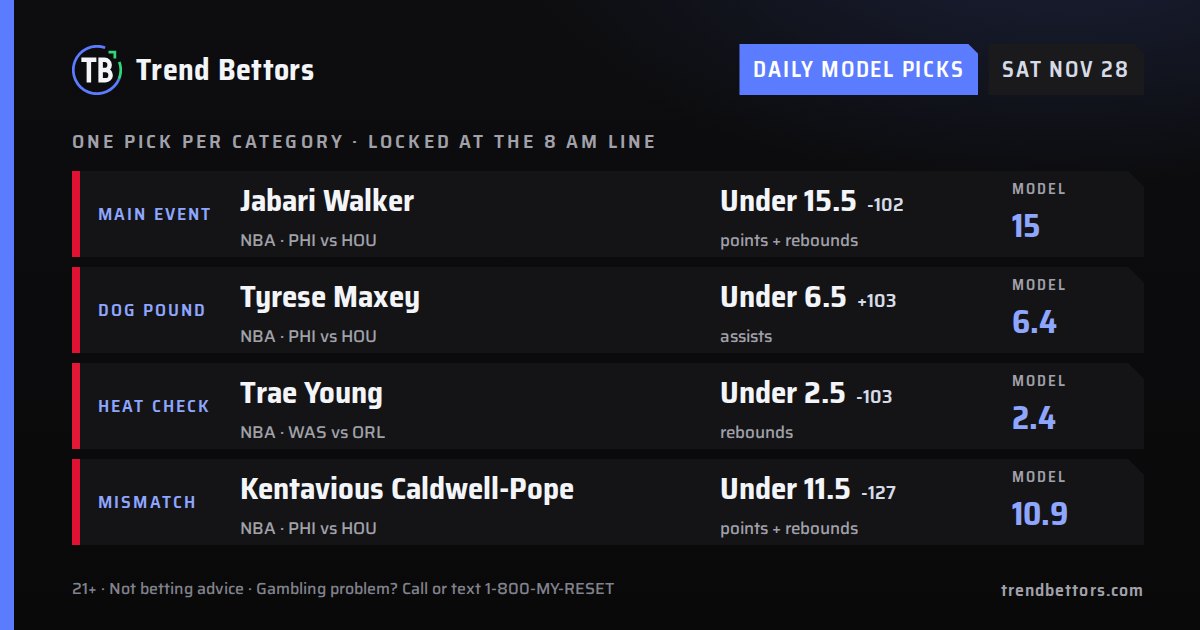 TB Trend Bettors
DAILY MODEL PICKS
SAT NOV 28
ONE PICK PER CATEGORY · LOCKED AT THE 8 AM LINE
MAIN EVENT
Jabari Walker
NBA · PHI vs HOU
Under 15.5 -102
points + rebounds
MODEL
15
DOG POUND
Tyrese Maxey
NBA · PHI vs HOU
Under 6.5 +103
assists
MODEL
6.4
HEAT CHECK
Trae Young
NBA · WAS vs ORL
Under 2.5 -103
rebounds
MODEL
2.4
MISMATCH
Kentavious Caldwell-Pope
NBA · PHI vs HOU
Under 11.5 -127
points + rebounds
MODEL
10.9
21+ · Not betting advice · Gambling problem? Call or text 1-800-MY-RESET
trendbettors.com